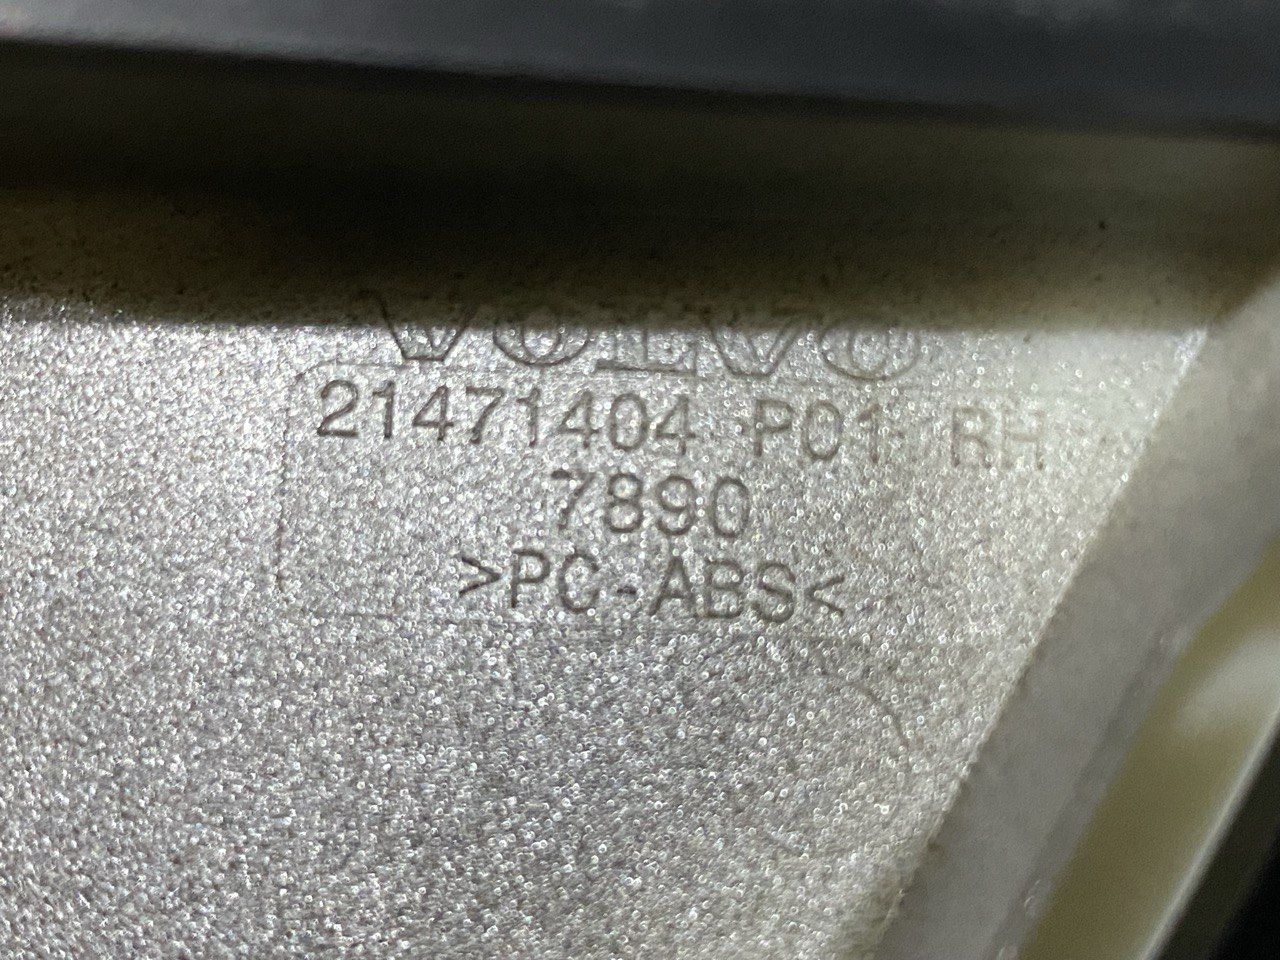 VOLVO
21471404 P01 RH
7890
>PC-ABS<